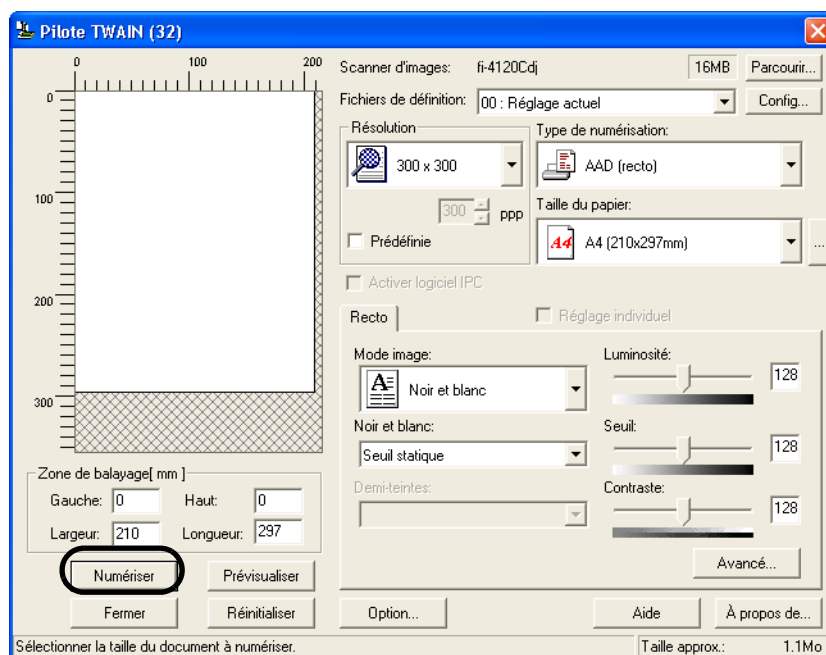 Pilote TWAIN (32)
0 100 200
0
100
200
300
Scanner d'images: fi-4120Cdj 16MB Parcourir...
Fichiers de définition: 00 : Réglage actuel Config...
Résolution
300 x 300
300 ppp
Prédéfinie
Type de numérisation:
AAD (recto)
Taille du papier:
A4 A4 (210x297mm) ...
Activer logiciel IPC
Recto
Réglage individuel
Mode image:
A Noir et blanc
Noir et blanc:
Seuil statique
Demi-teintes:
Luminosité:
128
Seuil:
128
Contraste:
128
Avancé...
Zone de balayage[ mm ]
Gauche: 0 Haut: 0
Largeur: 210 Longueur: 297
Numériser Prévisualiser
Fermer Réinitialiser Option... Aide À propos de...
Sélectionner la taille du document à numériser. Taille approx.: 1.1Mo